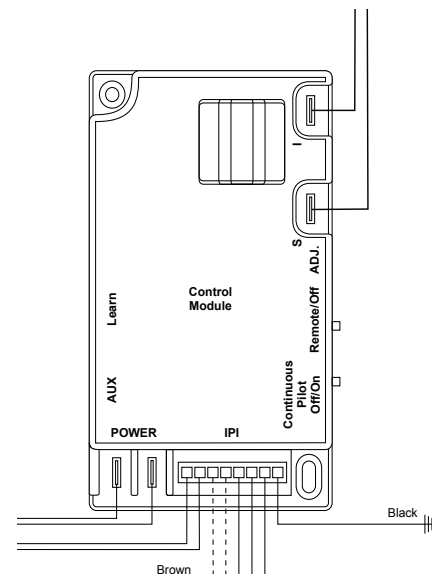 I
S
ADJ.
Remote/Off
Learn
Control
Module
Continuous
Pilot
Off/On
AUX
POWER
IPI
Black
Brown